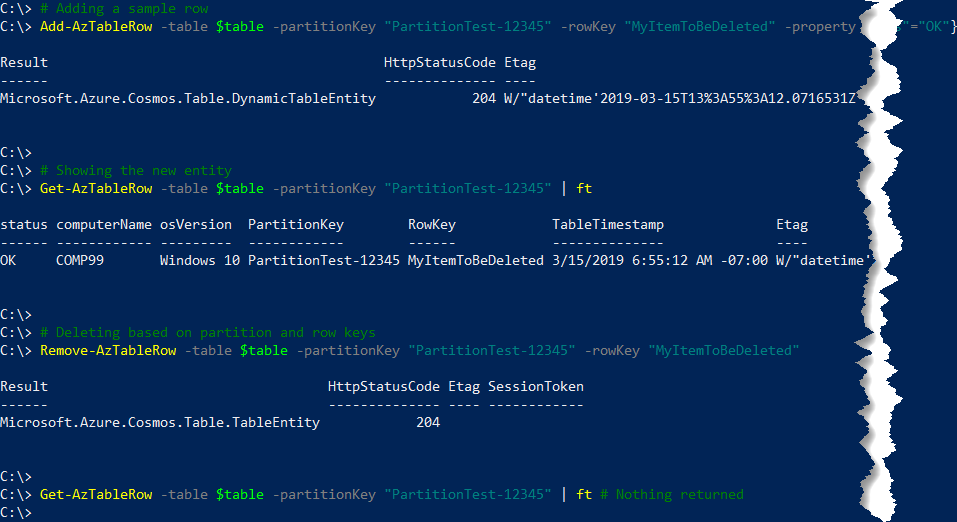 C:\> # Adding a sample row
C:\> Add-AzTableRow -table $table -partitionKey "PartitionTest-12345" -rowKey "MyItemToBeDeleted" -property "="OK"}
Result HttpStatusCode Etag
------ -------------- ----
Microsoft.Azure.Cosmos.Table.DynamicTableEntity 204 W/"datetime'2019-03-15T13%3A55%3A12.0716531Z
C:\>
C:\> # Showing the new entity
C:\> Get-AzTableRow -table $table -partitionKey "PartitionTest-12345" | ft
status computerName osVersion PartitionKey RowKey TableTimestamp Etag
------ ------------ --------- ------------ ------ -------------- ----
OK COMP99 Windows 10 PartitionTest-12345 MyItemToBeDeleted 3/15/2019 6:55:12 AM -07:00 W/"datetime'
C:\>
C:\> # Deleting based on partition and row keys
C:\> Remove-AzTableRow -table $table -partitionKey "PartitionTest-12345" -rowKey "MyItemToBeDeleted"
Result HttpStatusCode Etag SessionToken
------ -------------- ---- ------------
Microsoft.Azure.Cosmos.Table.TableEntity 204
C:\>
C:\> Get-AzTableRow -table $table -partitionKey "PartitionTest-12345" | ft # Nothing returned
C:\>